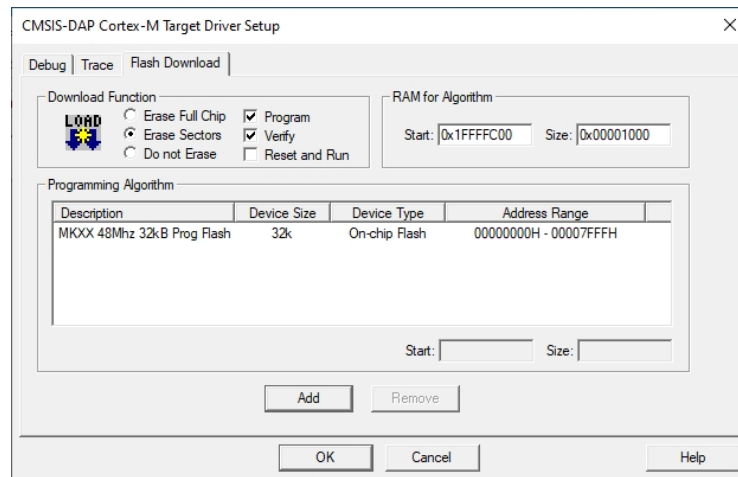 CMSIS-DAP Cortex-M Target Driver Setup
Debug Trace Flash Download
Download Function
LOAD
Erase Full Chip
Erase Sectors
Do not Erase
Program
Verify
Reset and Run
RAM for Algorithm
Start: 0x1FFFFC00 Size: 0x00001000
Programming Algorithm
Description Device Size Device Type Address Range
MKXX 48Mhz 32kB Prog Flash 32k On-chip Flash 00000000H - 00007FFFH
Start: Size:
Add Remove
OK Cancel Help